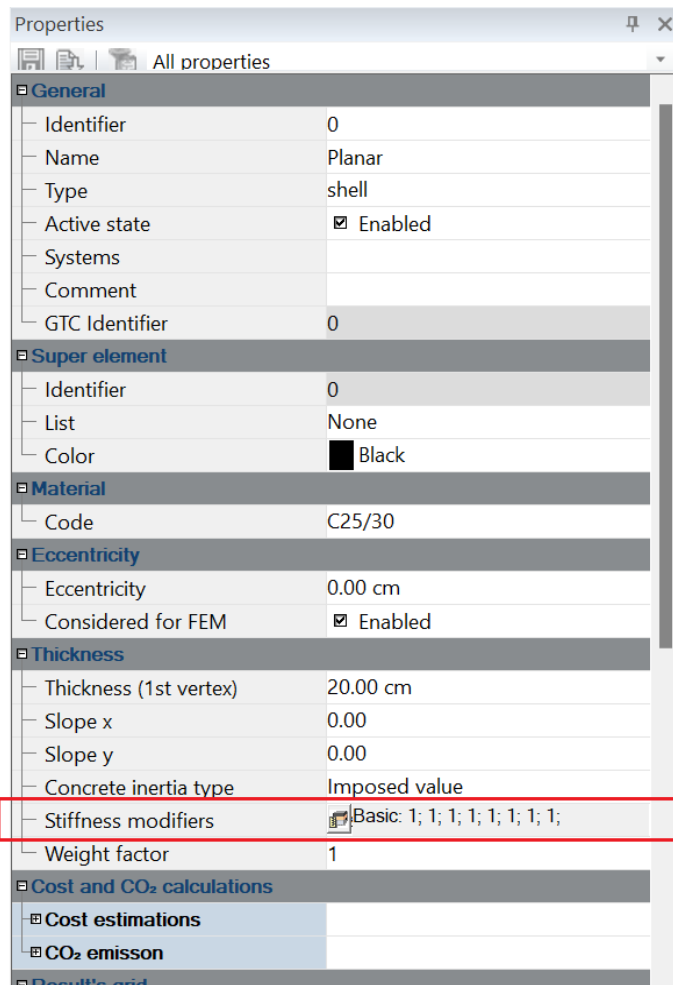 Properties
All properties
General
Identifier 0
Name Planar
Type shell
Active state Enabled
Systems
Comment
GTC Identifier 0
Super element
Identifier 0
List None
Color Black
Material
Code C25/30
Eccentricity
Eccentricity 0.00 cm
Considered for FEM Enabled
Thickness
Thickness (1st vertex) 20.00 cm
Slope x 0.00
Slope y 0.00
Concrete inertia type Imposed value
Stiffness modifiers Basic: 1; 1; 1; 1; 1; 1; 1; 1;
Weight factor 1
Cost and CO₂ calculations
Cost estimations
CO₂ emisson
Result's grid